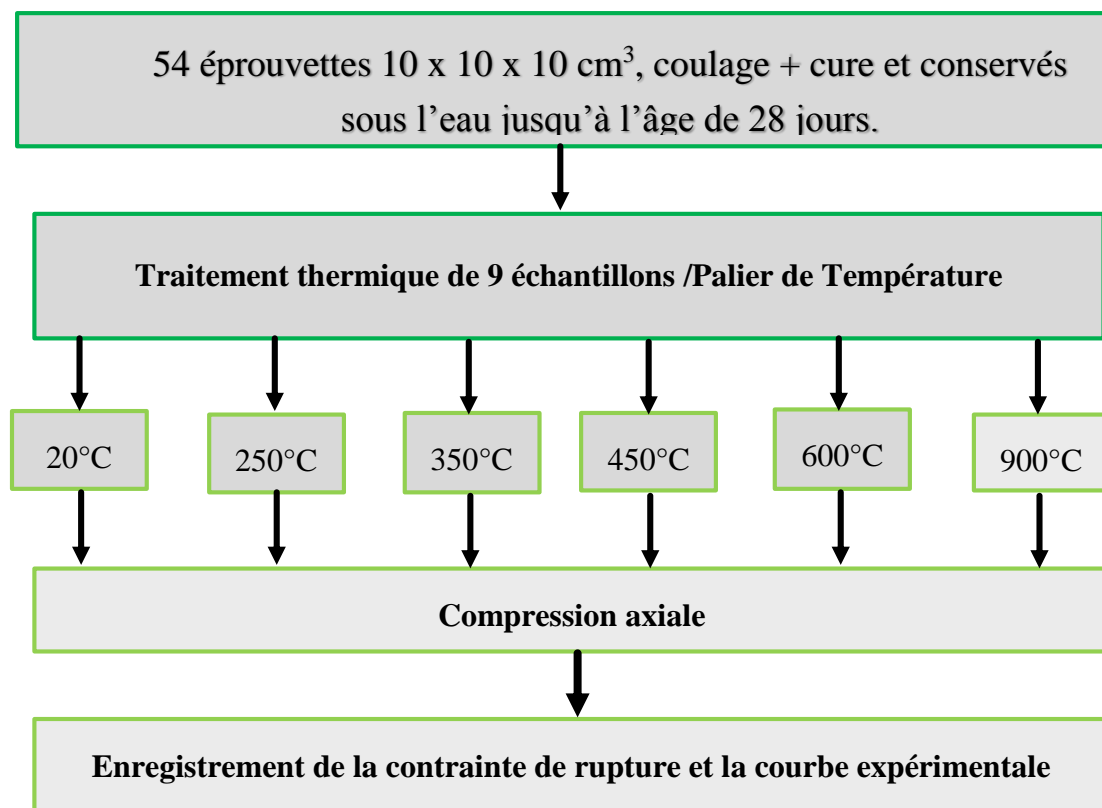 54 éprouvettes 10 x 10 x 10 cm³, coulage + cure et conservés
sous l’eau jusqu’à l’âge de 28 jours.
Traitement thermique de 9 échantillons /Palier de Température
20°C
250°C
350°C
450°C
600°C
900°C
Compression axiale
Enregistrement de la contrainte de rupture et la courbe expérimentale